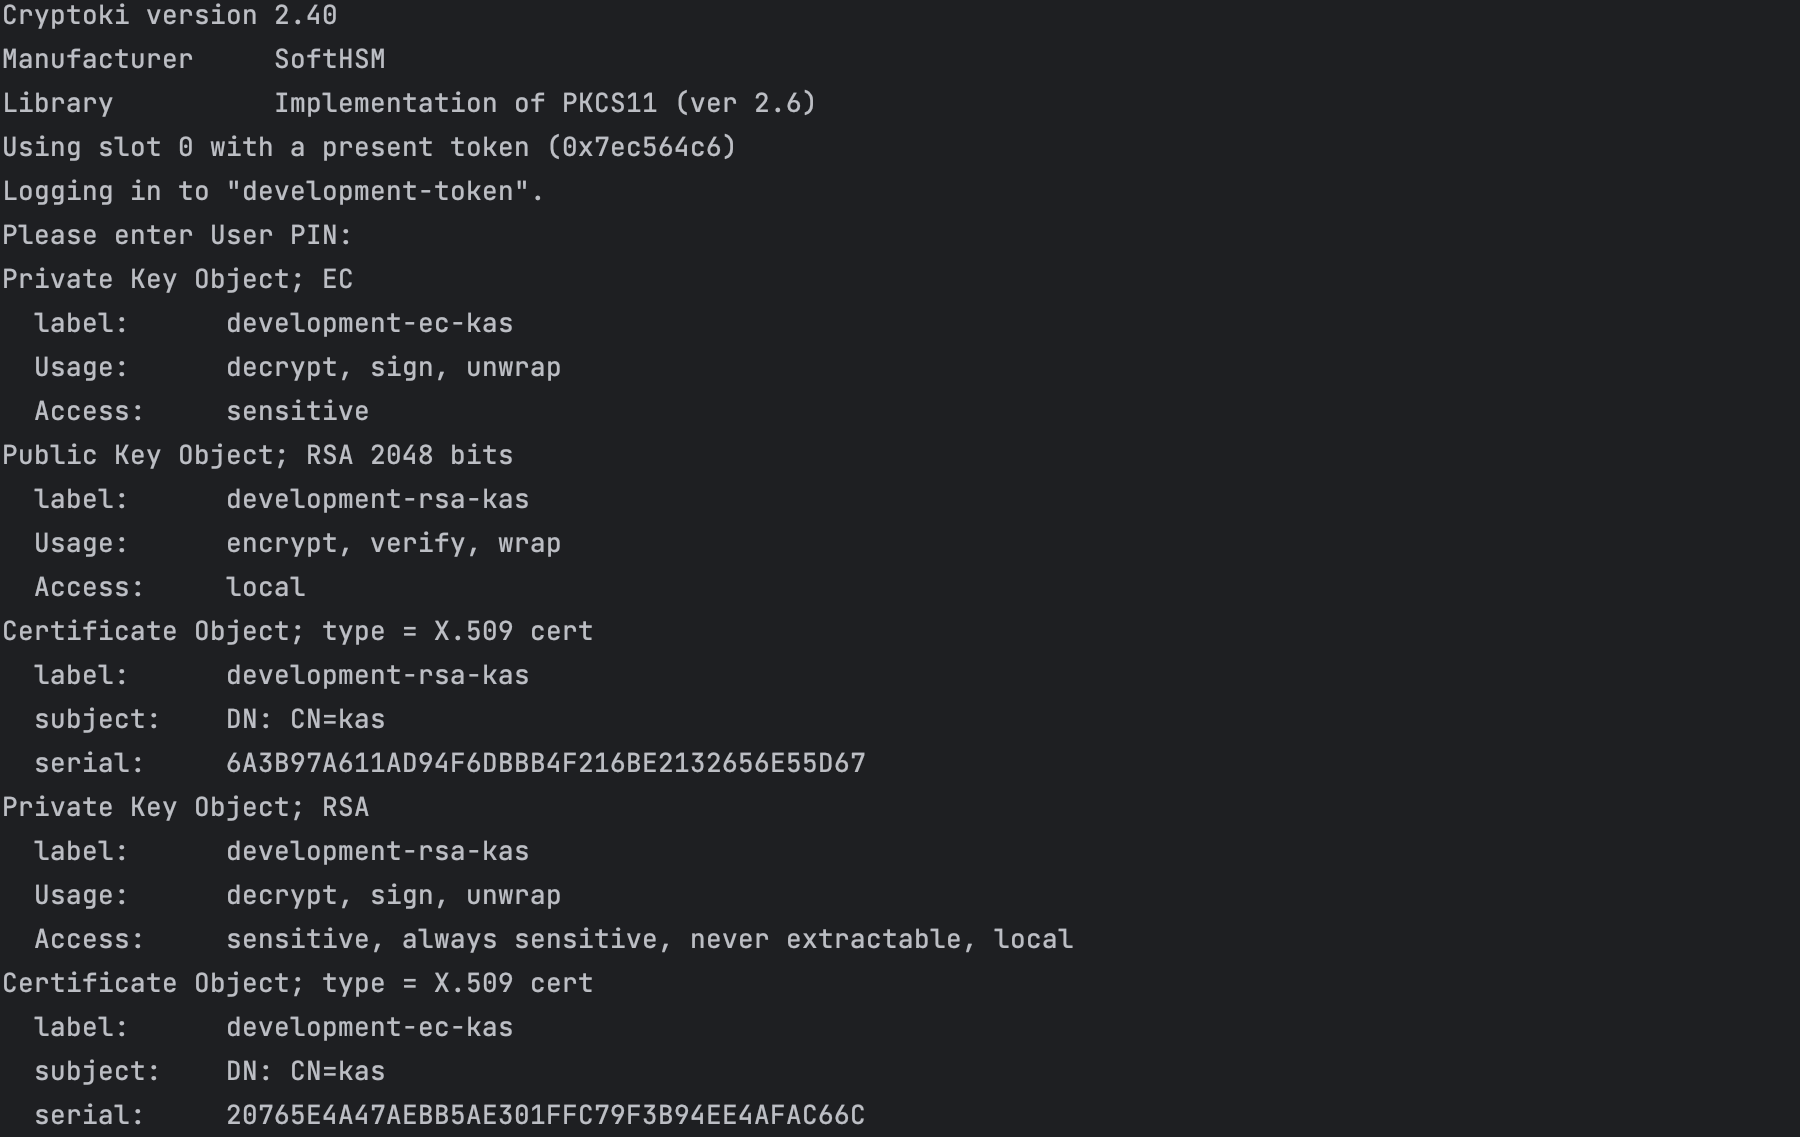 Cryptoki version 2.40
Manufacturer     SoftHSM
Library          Implementation of PKCS11 (ver 2.6)
Using slot 0 with a present token (0x7ec564c6)
Logging in to "development-token".
Please enter User PIN:
Private Key Object; EC
  label:      development-ec-kas
  Usage:      decrypt, sign, unwrap
  Access:     sensitive
Public Key Object; RSA 2048 bits
  label:      development-rsa-kas
  Usage:      encrypt, verify, wrap
  Access:     local
Certificate Object; type = X.509 cert
  label:      development-rsa-kas
  subject:    DN: CN=kas
  serial:     6A3B97A611AD94F6DBBB4F216BE2132656E55D67
Private Key Object; RSA
  label:      development-rsa-kas
  Usage:      decrypt, sign, unwrap
  Access:     sensitive, always sensitive, never extractable, local
Certificate Object; type = X.509 cert
  label:      development-ec-kas
  subject:    DN: CN=kas
  serial:     20765E4A47AEBB5AE301FFC79F3B94EE4AFAC66C